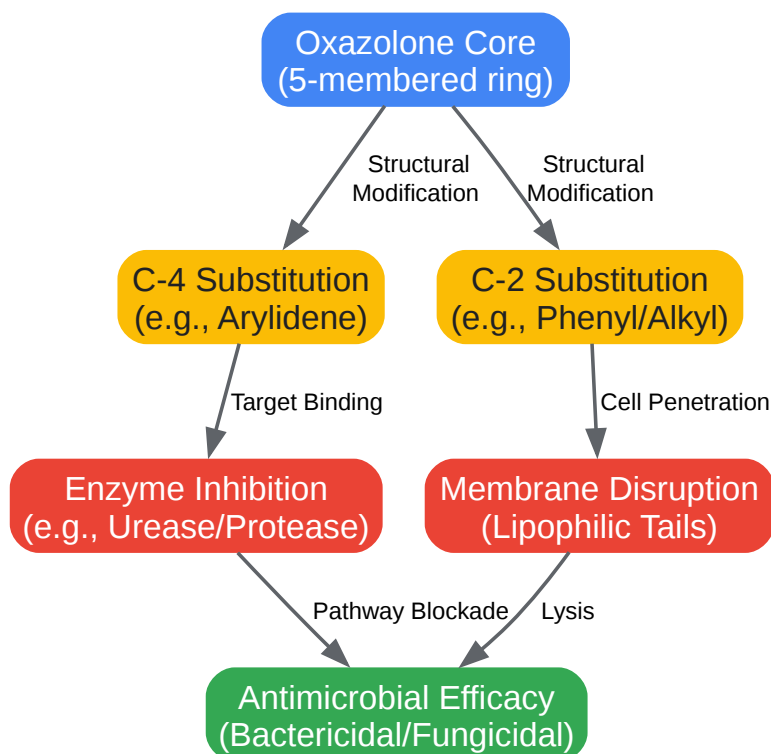 Oxazolone Core
(5-membered ring)
Structural
Modification
Structural
Modification
C-4 Substitution
(e.g., Arylidene)
C-2 Substitution
(e.g., Phenyl/Alkyl)
Target Binding
Cell Penetration
Enzyme Inhibition
(e.g., Urease/Protease)
Membrane Disruption
(Lipophilic Tails)
Pathway Blockade
Lysis
Antimicrobial Efficacy
(Bactericidal/Fungicidal)